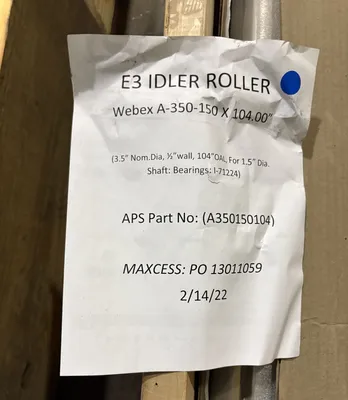 E3 IDLER ROLLER
Webex A-350-150 X 104.00"
(3.5" Nom.Dia, ½"wall, 104"OAL, For 1.5" Dia.
Shaft: Bearings: I-71224)
APS Part No: (A350150104)
MAXCESS: PO 13011059
2/14/22